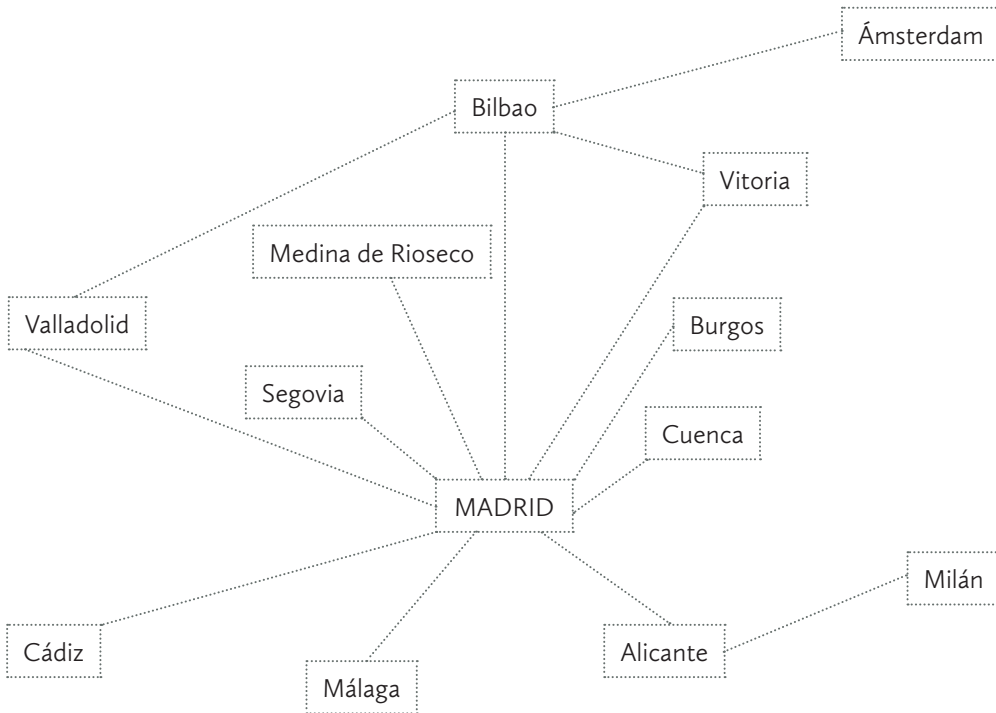 Ámsterdam
Bilbao
Vitoria
Medina de Rioseco
Valladolid
Burgos
Segovia
Cuenca
MADRID
Milán
Cádiz
Alicante
Málaga